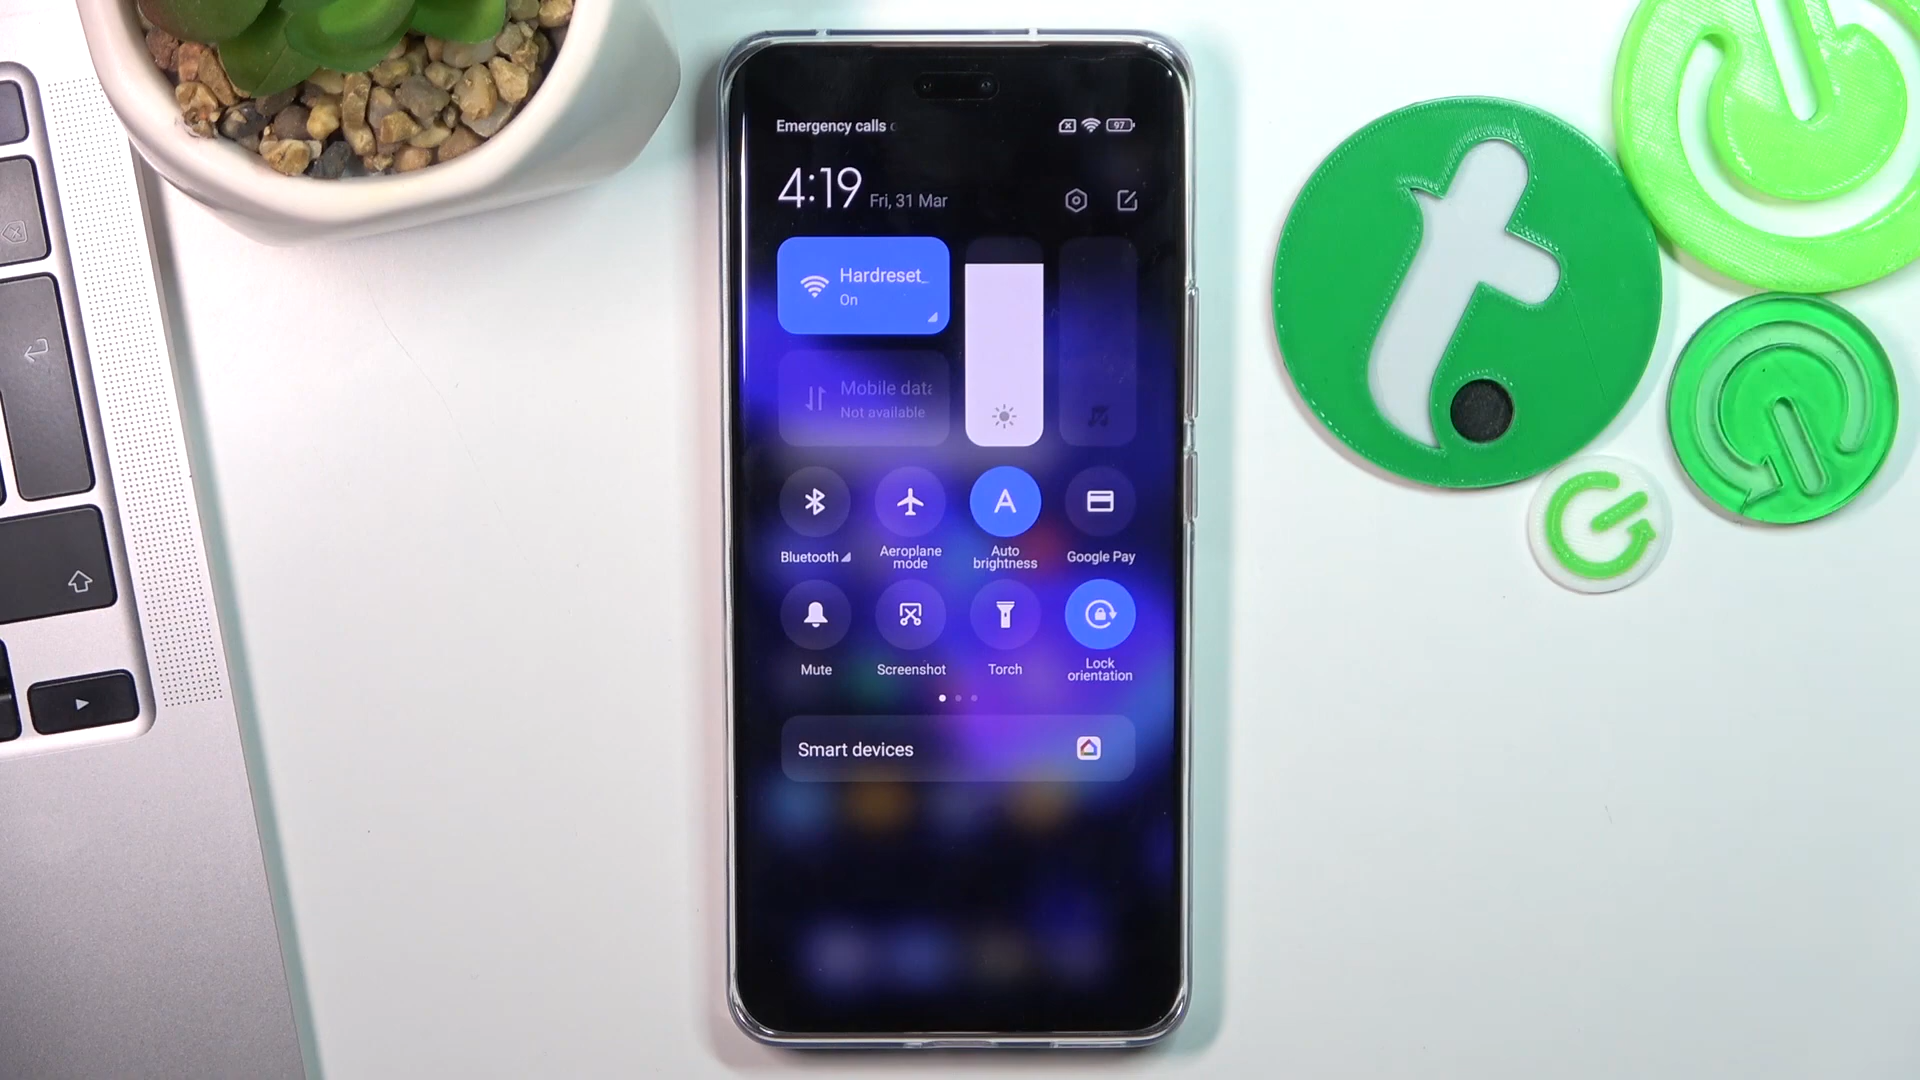 Emergency calls
97
4:19 Fri, 31 Mar
Hardreset_
On
Mobile data
Not available
A
Bluetooth
Aeroplane
mode
Auto
brightness
Google Pay
Mute
Screenshot
Torch
Lock
orientation
Smart devices
t